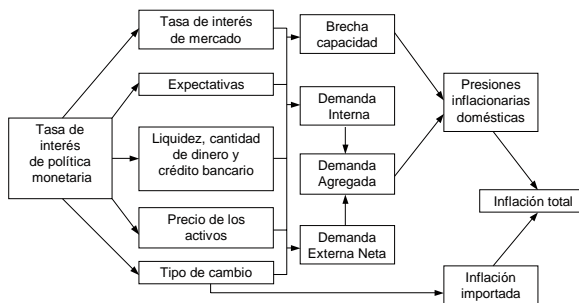 Tasa de
interés
de política
monetaria
Tasa de interés
de mercado
Expectativas
Liquidez, cantidad
de dinero y
crédito bancario
Precio de los
activos
Tipo de cambio
Brecha
capacidad
Demanda
Interna
Demanda
Agregada
Demanda
Externa Neta
Presiones
inflacionarias
domésticas
Inflación total
Inflación
importada